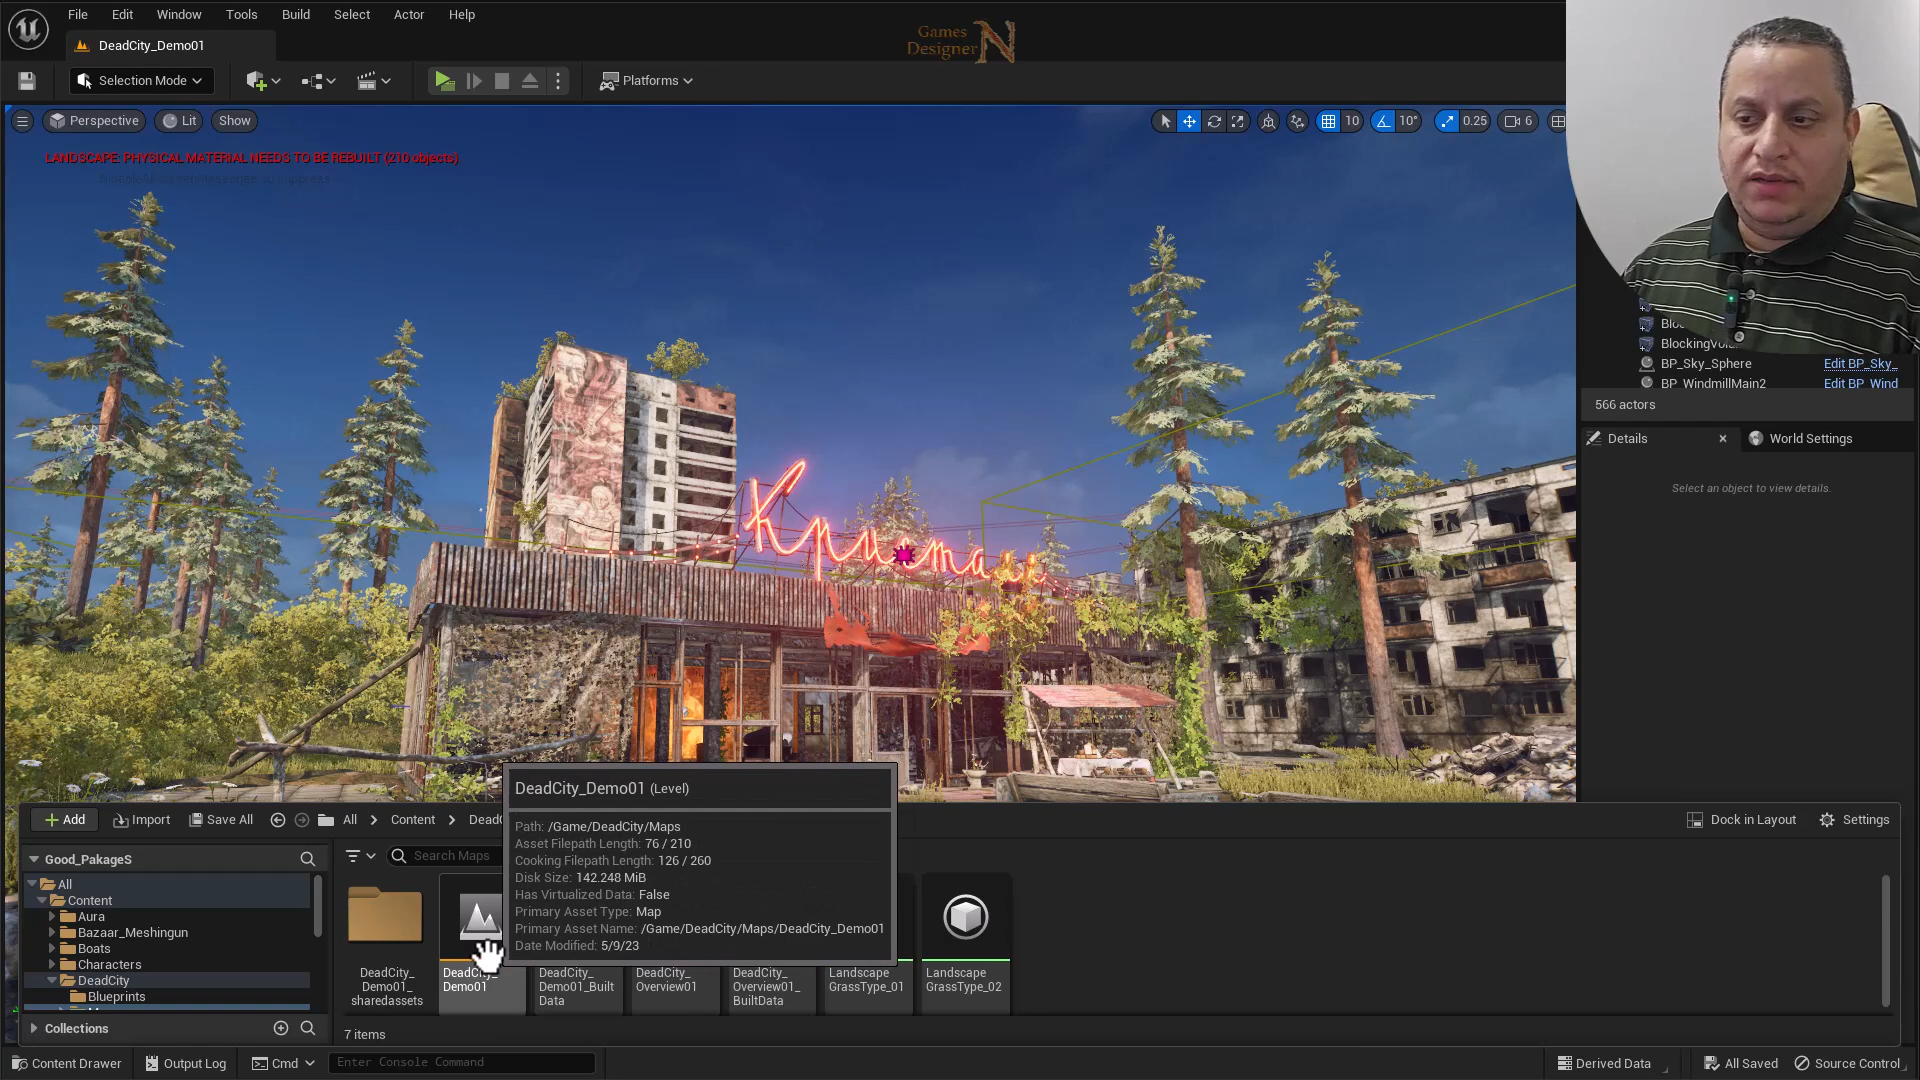 File Edit Window Tools Build Select Actor Help
DeadCity_Demo01
Games
Designer N
Selection Mode
Platforms
Perspective Lit Show
10 10° 0.25 6
LANDSCAPE: PHYSICAL MATERIAL NEEDS TO BE REBUILT (210 objects)
BP_Sky_Sphere Edit BP_Sky_
BP_WindmillMain2 Edit BP_Wind
566 actors
Details World Settings
Select an object to view details.
Кристалл
DeadCity_Demo01 (Level)
Path: /Game/DeadCity/Maps
Asset Filepath Length: 76 / 210
Cooking Filepath Length: 126 / 260
Disk Size: 142.248 MiB
Has Virtualized Data: False
Primary Asset Type: Map
Primary Asset Name: /Game/DeadCity/Maps/DeadCity_Demo01
Date Modified: 5/9/23
Add Import Save All All Content
Dock in Layout Settings
Good_PakageS
Search Maps
All
Content
Aura
Bazaar_Meshingun
Boats
Characters
DeadCity
Blueprints
Collections
DeadCity_
Demo01_
sharedassets
DeadCity_
Demo01
DeadCity_
Demo01_Built
Data
DeadCity_
Overview01
DeadCity_
Overview01_
BuiltData
Landscape
GrassType_01
Landscape
GrassType_02
7 items
Content Drawer Output Log Cmd Enter Console Command
Derived Data All Saved Source Control